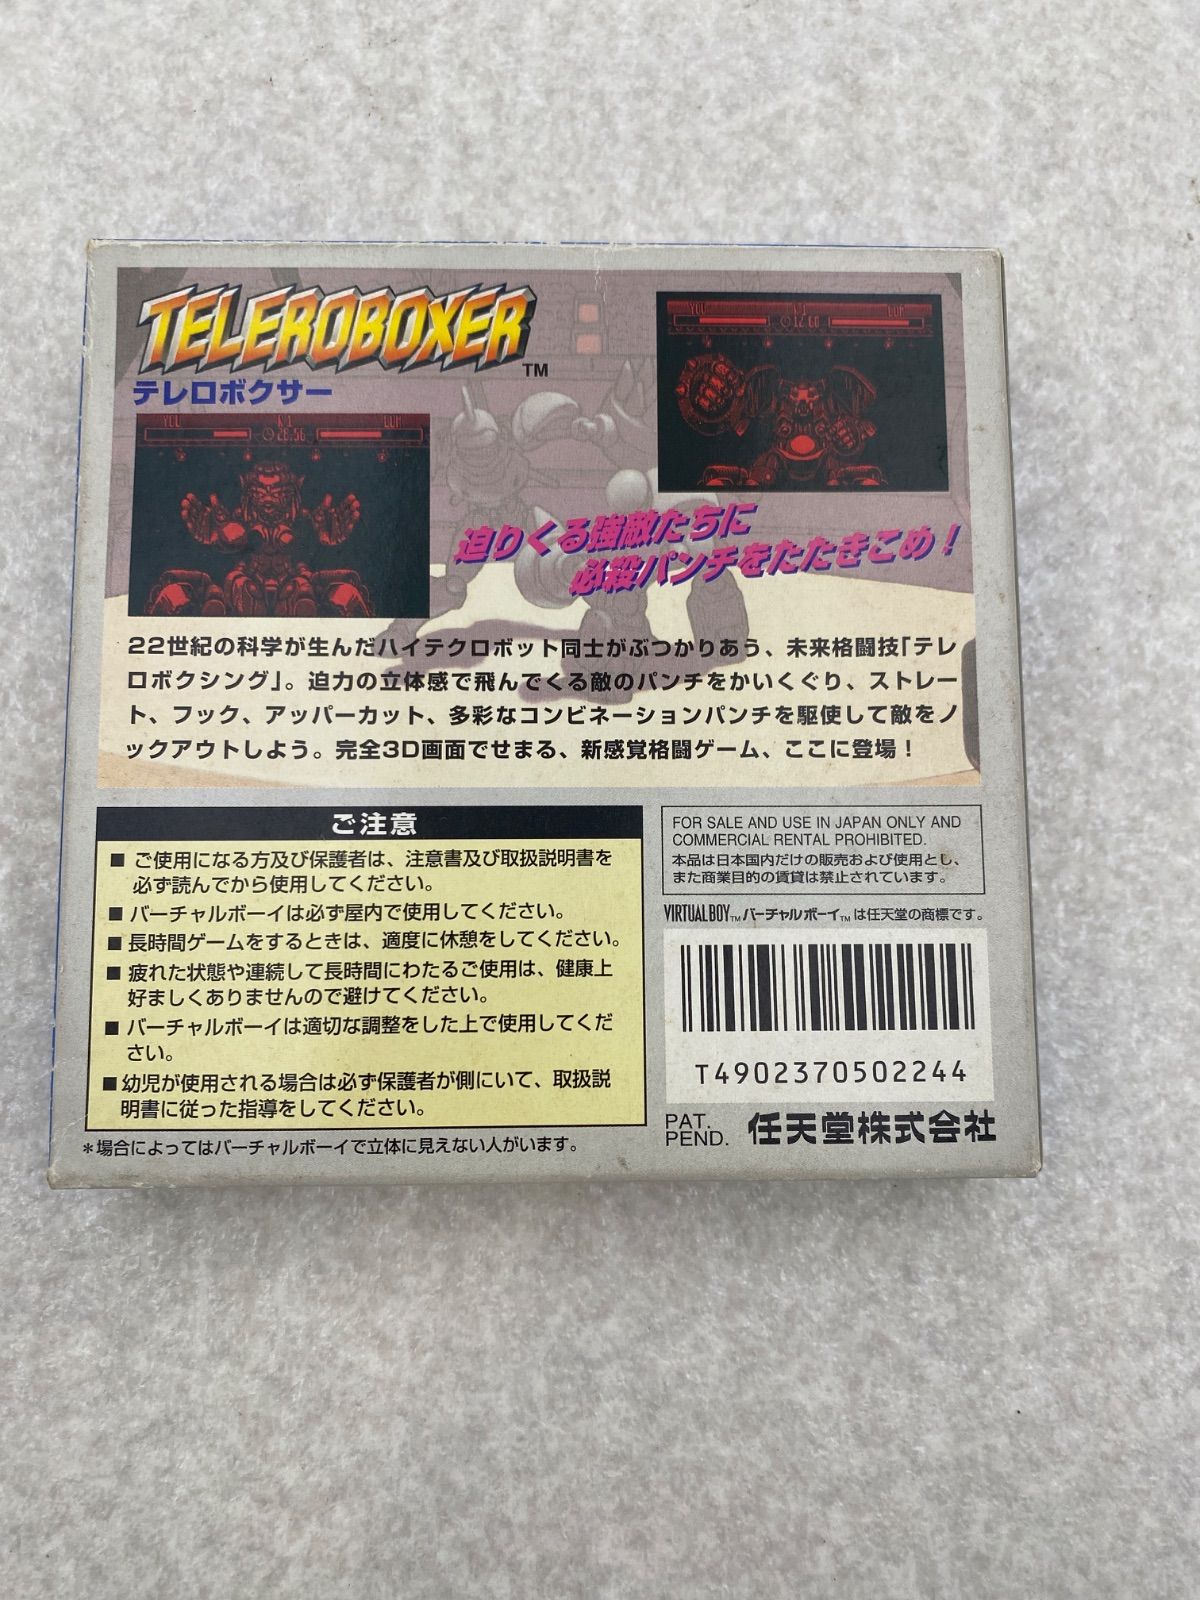 TELEROBOXER™
テレロボクサー
YOU
COM
28.56
YOU
COM
迫りくる強敵たちに
必殺パンチをたたきこめ！
22世紀の科学が生んだハイテクロボット同士がぶつかりあう、未来格闘技「テレ
ロボクシング」。迫力の立体感で飛んでくる敵のパンチをかいくぐり、ストレー
ト、フック、アッパーカット、多彩なコンビネーションパンチを駆使して敵をノ
ックアウトしよう。完全3D画面でせまる、新感覚格闘ゲーム、ここに登場！
ご注意
■ ご使用になる方及び保護者は、注意書及び取扱説明書を
必ず読んでから使用してください。
■ バーチャルボーイは必ず屋内で使用してください。
■ 長時間ゲームをするときは、適度に休憩をしてください。
■ 疲れた状態や連続して長時間にわたるご使用は、健康上
好ましくありませんので避けてください。
■ バーチャルボーイは適切な調整をした上で使用してくだ
さい。
■ 幼児が使用される場合は必ず保護者が側にいて、取扱説
明書に従った指導をしてください。
＊場合によってはバーチャルボーイで立体に見えない人がいます。
FOR SALE AND USE IN JAPAN ONLY AND
COMMERCIAL RENTAL PROHIBITED.
本品は日本国内だけの販売および使用とし、
また商業目的の賃貸は禁止されています。
VIRTUAL BOY™ バーチャルボーイ™ は任天堂の商標です。
T4902370502244
PAT.
PEND.
任天堂株式会社